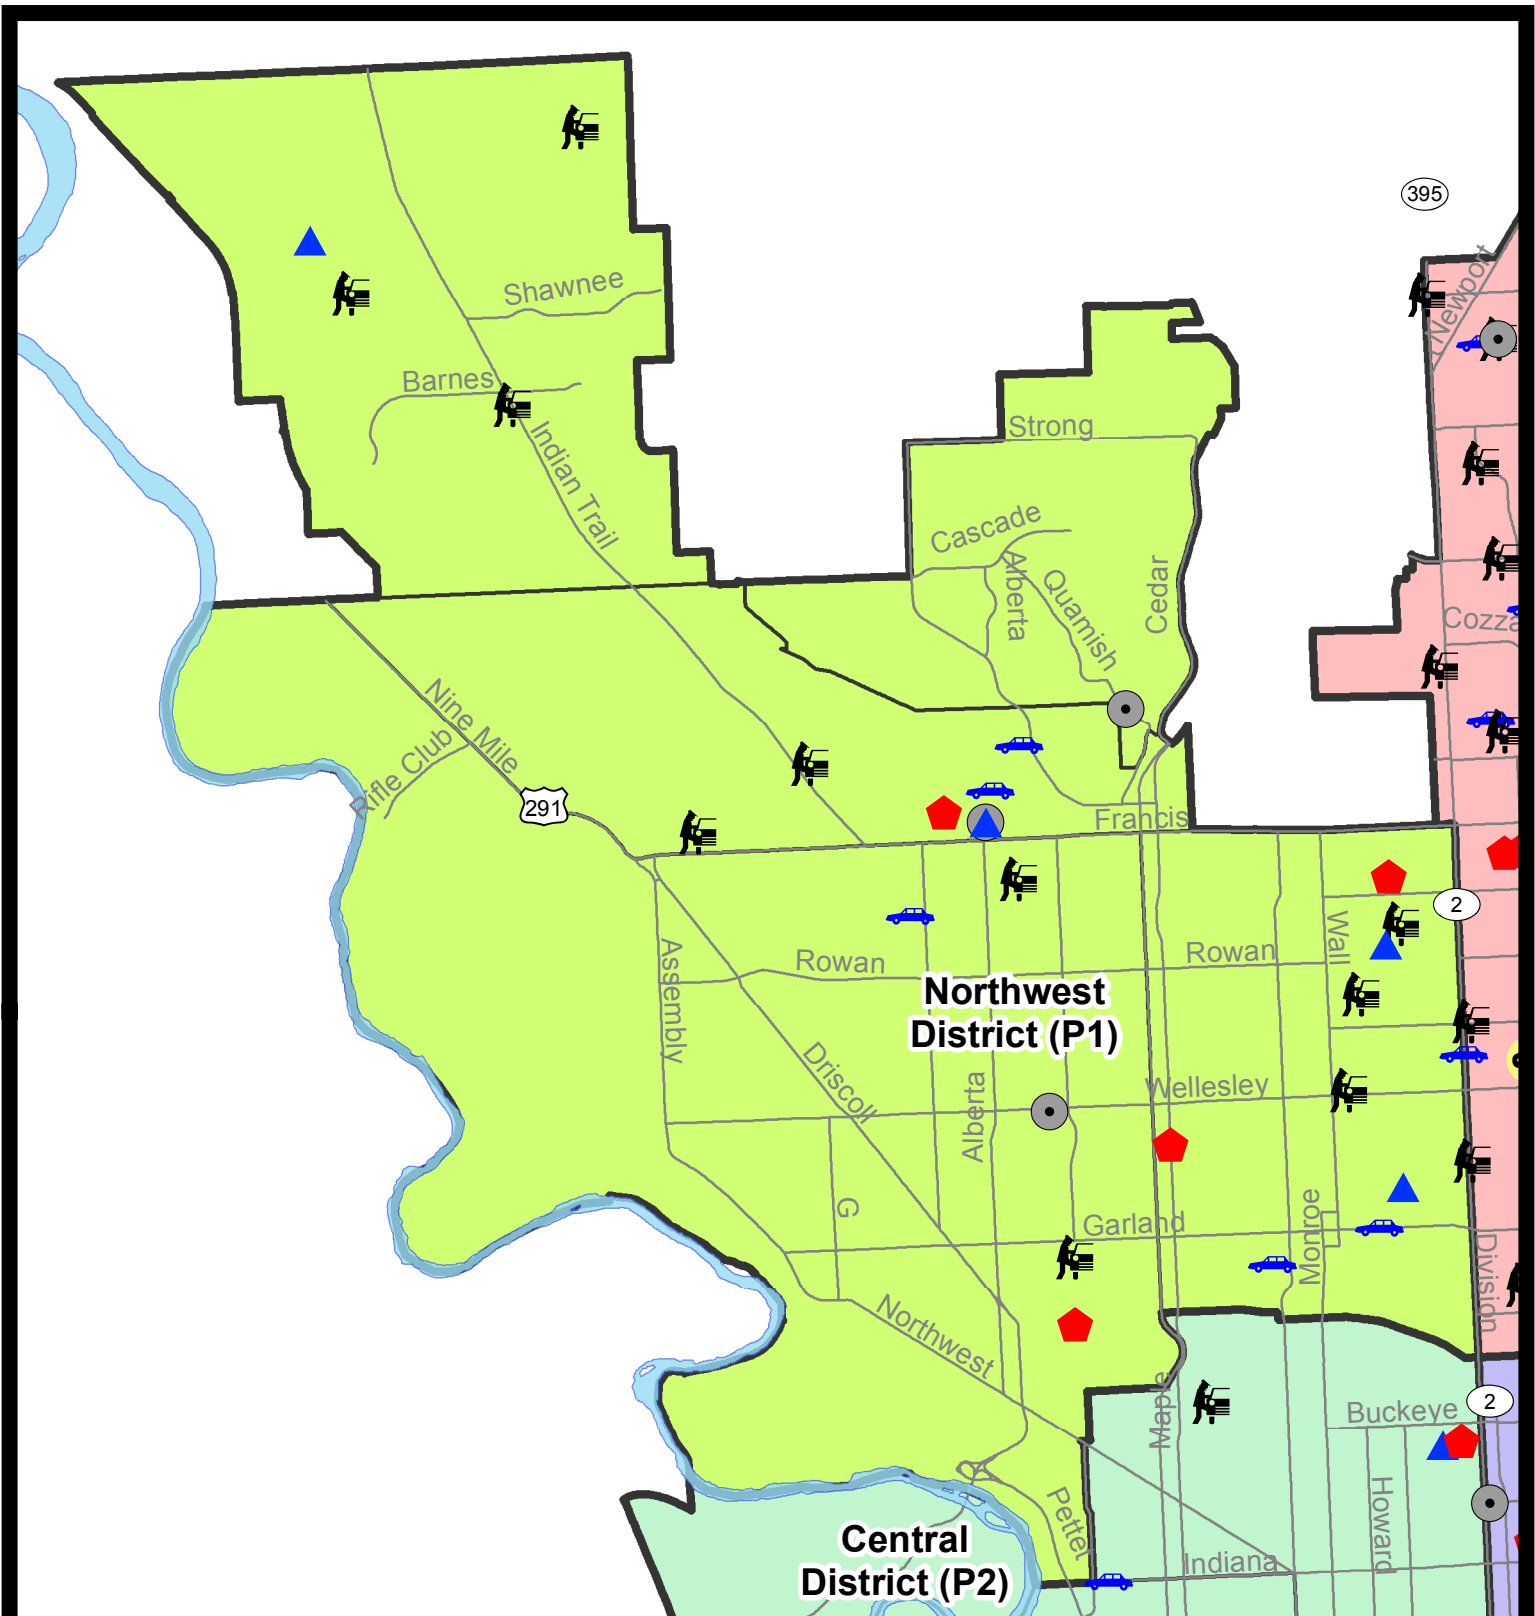 395
Newport
Shawnee
Barnes
Indian Trail
Strong
Cascade
Alberta
Quamish
Cedar
Nine Mile
Rifle Club
291
Francis
2
Wall
Rowan
Rowan
Assembly
Northwest
District (P1)
Driscoll
Alberta
Wellesley
G
Garland
Monroe
Division
Northwest
Maple
2
Buckeye
Howard
Pettet
Central
District (P2)
Indiana